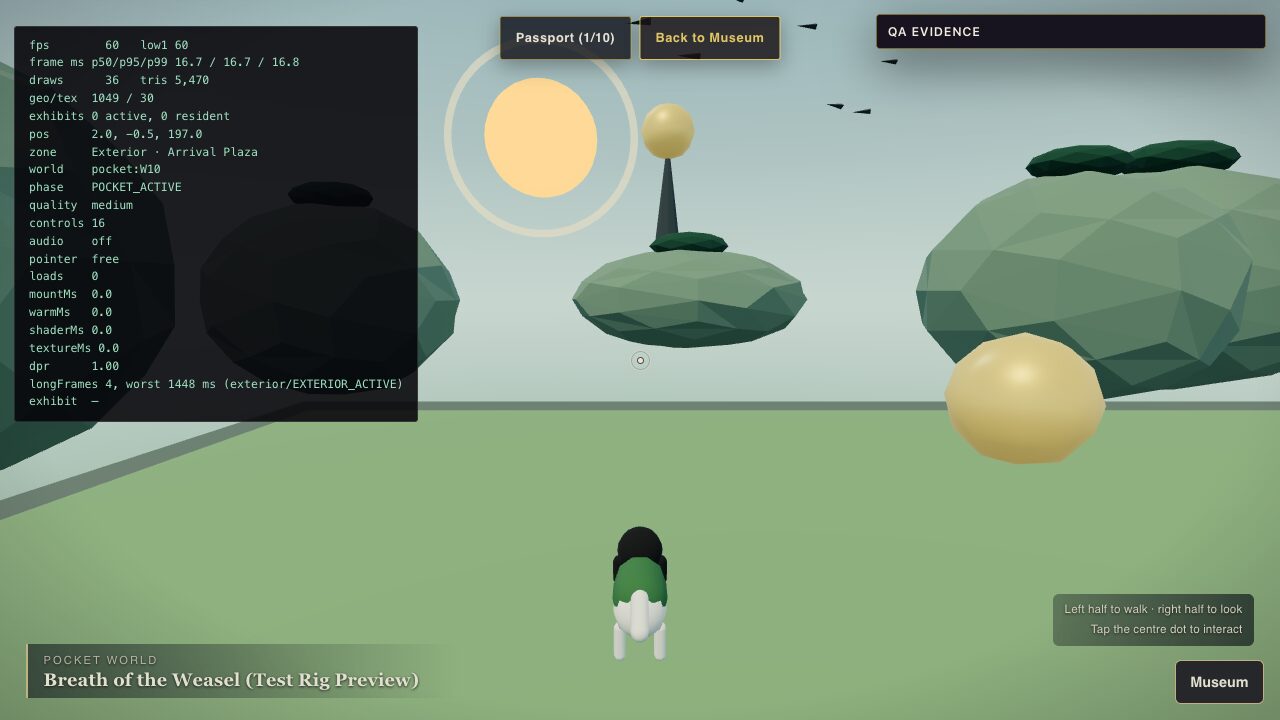 fps 60 low1 60
frame ms p50/p95/p99 16.7 / 16.7 / 16.8
draws 36 tris 5,470
geo/tex 1049 / 30
exhibits 0 active, 0 resident
pos 2.0, −0.5, 197.0
zone Exterior · Arrival Plaza
world pocket:W10
phase POCKET_ACTIVE
quality medium
controls 16
audio off
pointer free
loads 0
mountMs 0.0
warmMs 0.0
shaderMs 0.0
textureMs 0.0
dpr 1.00
longFrames 4, worst 1448 ms (exterior/EXTERIOR_ACTIVE)
exhibit —
Passport (1/10)
Back to Museum
QA EVIDENCE
Left half to walk · right half to look
Tap the centre dot to interact
POCKET WORLD
Breath of the Weasel (Test Rig Preview)
Museum